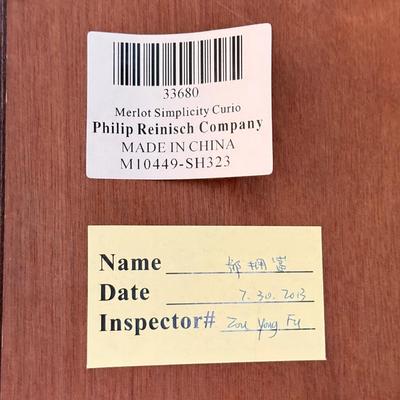 33680
Merlot Simplicity Curio
Philip Reinisch Company
MADE IN CHINA
M10449-SH323
Name
Date 7.30.2013
Inspector# Zou Yong Fu